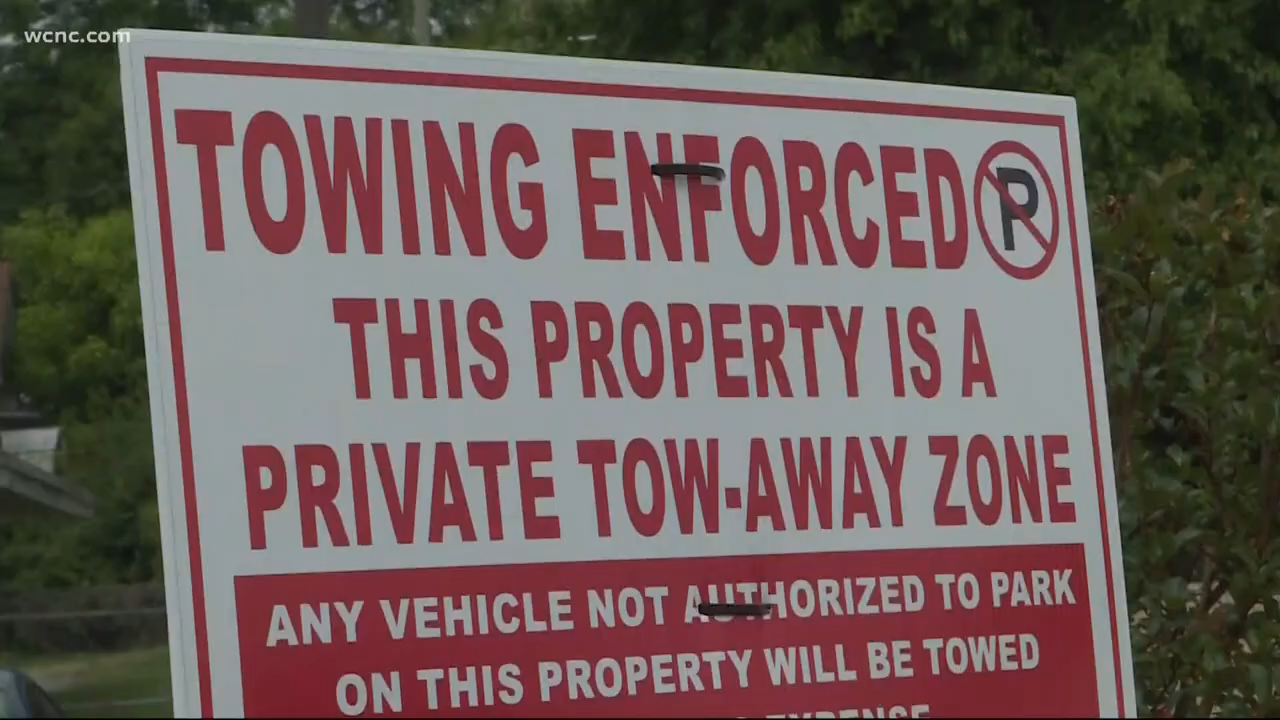 wcnc.com
TOWING ENFORCED P
THIS PROPERTY IS A
PRIVATE TOW-AWAY ZONE
ANY VEHICLE NOT AUTHORIZED TO PARK
ON THIS PROPERTY WILL BE TOWED
EXPENSE